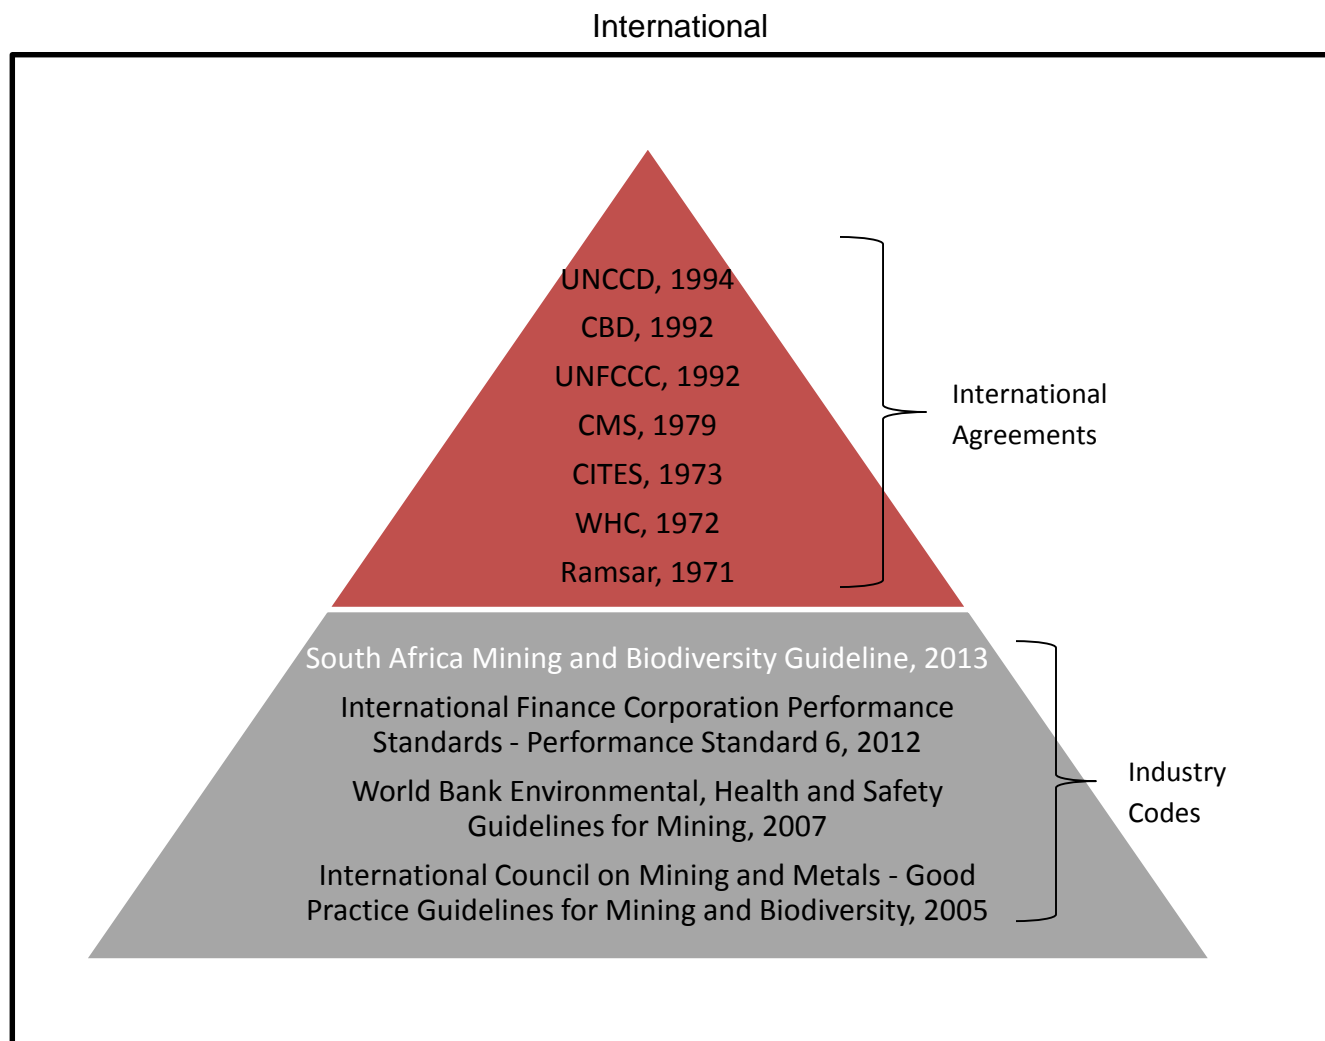 International
UNCCD, 1994
CBD, 1992
UNFCCC, 1992
CMS, 1979
CITES, 1973
WHC, 1972
Ramsar, 1971
International
Agreements
South Africa Mining and Biodiversity Guideline, 2013
International Finance Corporation Performance
Standards - Performance Standard 6, 2012
World Bank Environmental, Health and Safety
Guidelines for Mining, 2007
International Council on Mining and Metals - Good
Practice Guidelines for Mining and Biodiversity, 2005
Industry
Codes